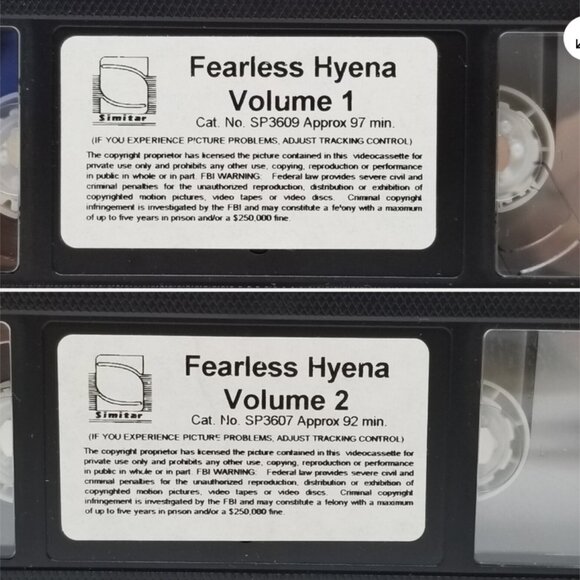 Simitar
Fearless Hyena
Volume 1
Cat. No. SP3609 Approx 97 min.
(IF YOU EXPERIENCE PICTURE PROBLEMS, ADJUST TRACKING CONTROL)
The copyright proprietor has licensed the picture contained in this videocassette for
private use only and prohibits any other use, copying, reproduction or performance
in public in whole or in part. FBI WARNING: Federal law provides severe civil and
criminal penalties for the unauthorized reproduction, distribution or exhibition of
copyrighted motion pictures, video tapes or video discs. Criminal copyright
infringement is investigated by the FBI and may constitute a felony with a maximum
of up to five years in prison and/or a $250,000 fine.
Simitar
Fearless Hyena
Volume 2
Cat. No. SP3607 Approx 92 min.
(IF YOU EXPERIENCE PICTURE PROBLEMS, ADJUST TRACKING CONTROL)
The copyright proprietor has licensed the picture contained in this videocassette for
private use only and prohibits any other use, copying, reproduction or performance
in public in whole or in part. FBI WARNING: Federal law provides severe civil and
criminal penalties for the unauthorized reproduction, distribution or exhibition of
copyrighted motion pictures, video tapes or video discs. Criminal copyright
infringement is investigated by the FBI and may constitute a felony with a maximum
of up to five years in prison and/or a $250,000 fine.